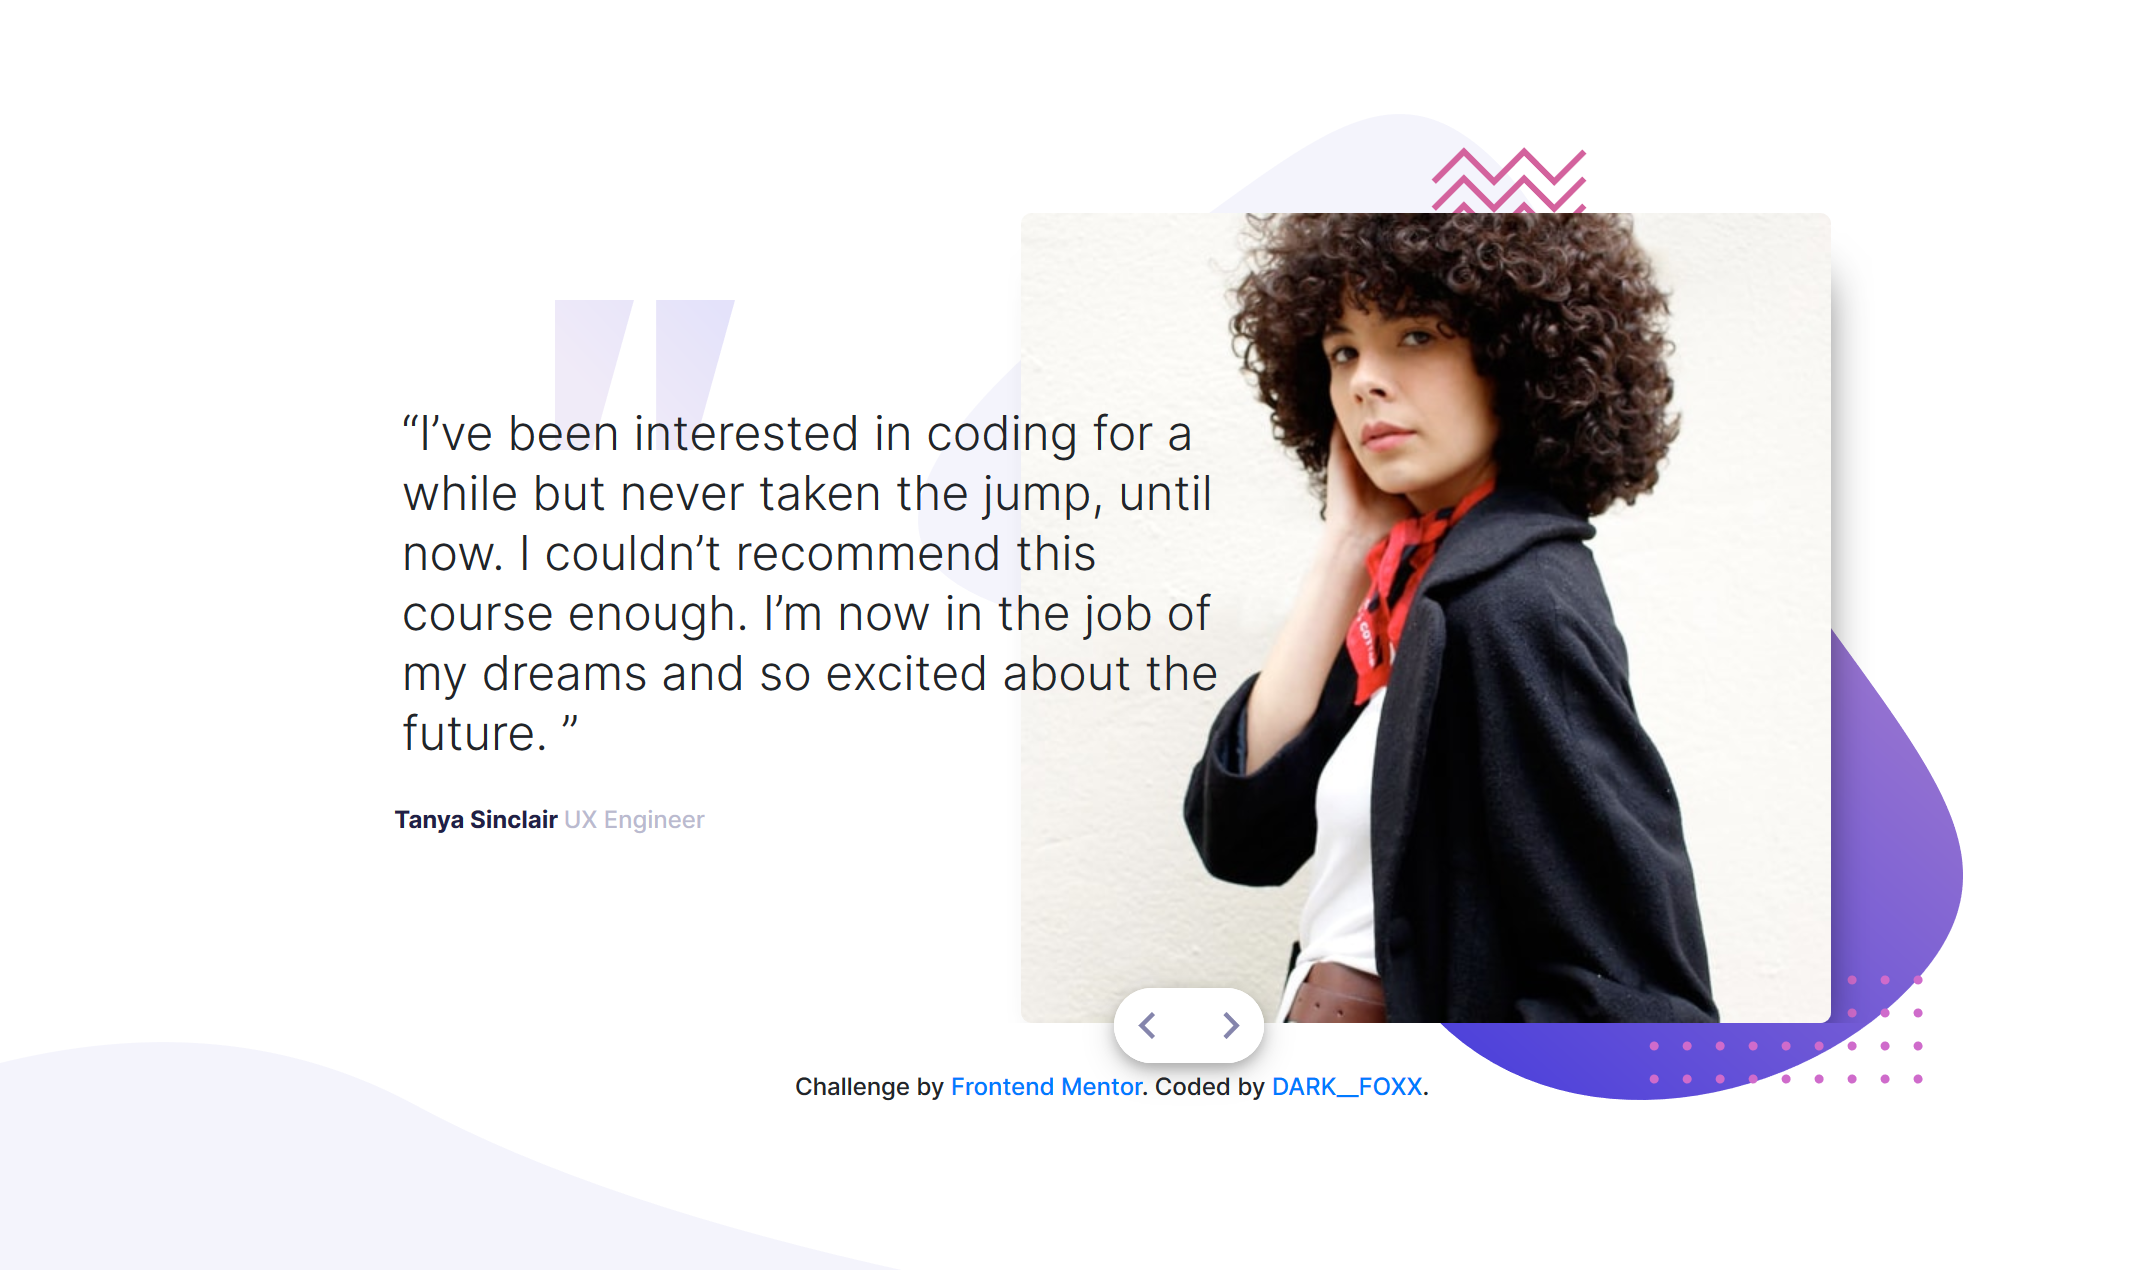 “I’ve been interested in coding for a
while but never taken the jump, until
now. I couldn’t recommend this
course enough. I’m now in the job of
my dreams and so excited about the
future. ”
Tanya Sinclair UX Engineer
Challenge by Frontend Mentor. Coded by DARK__FOXX.